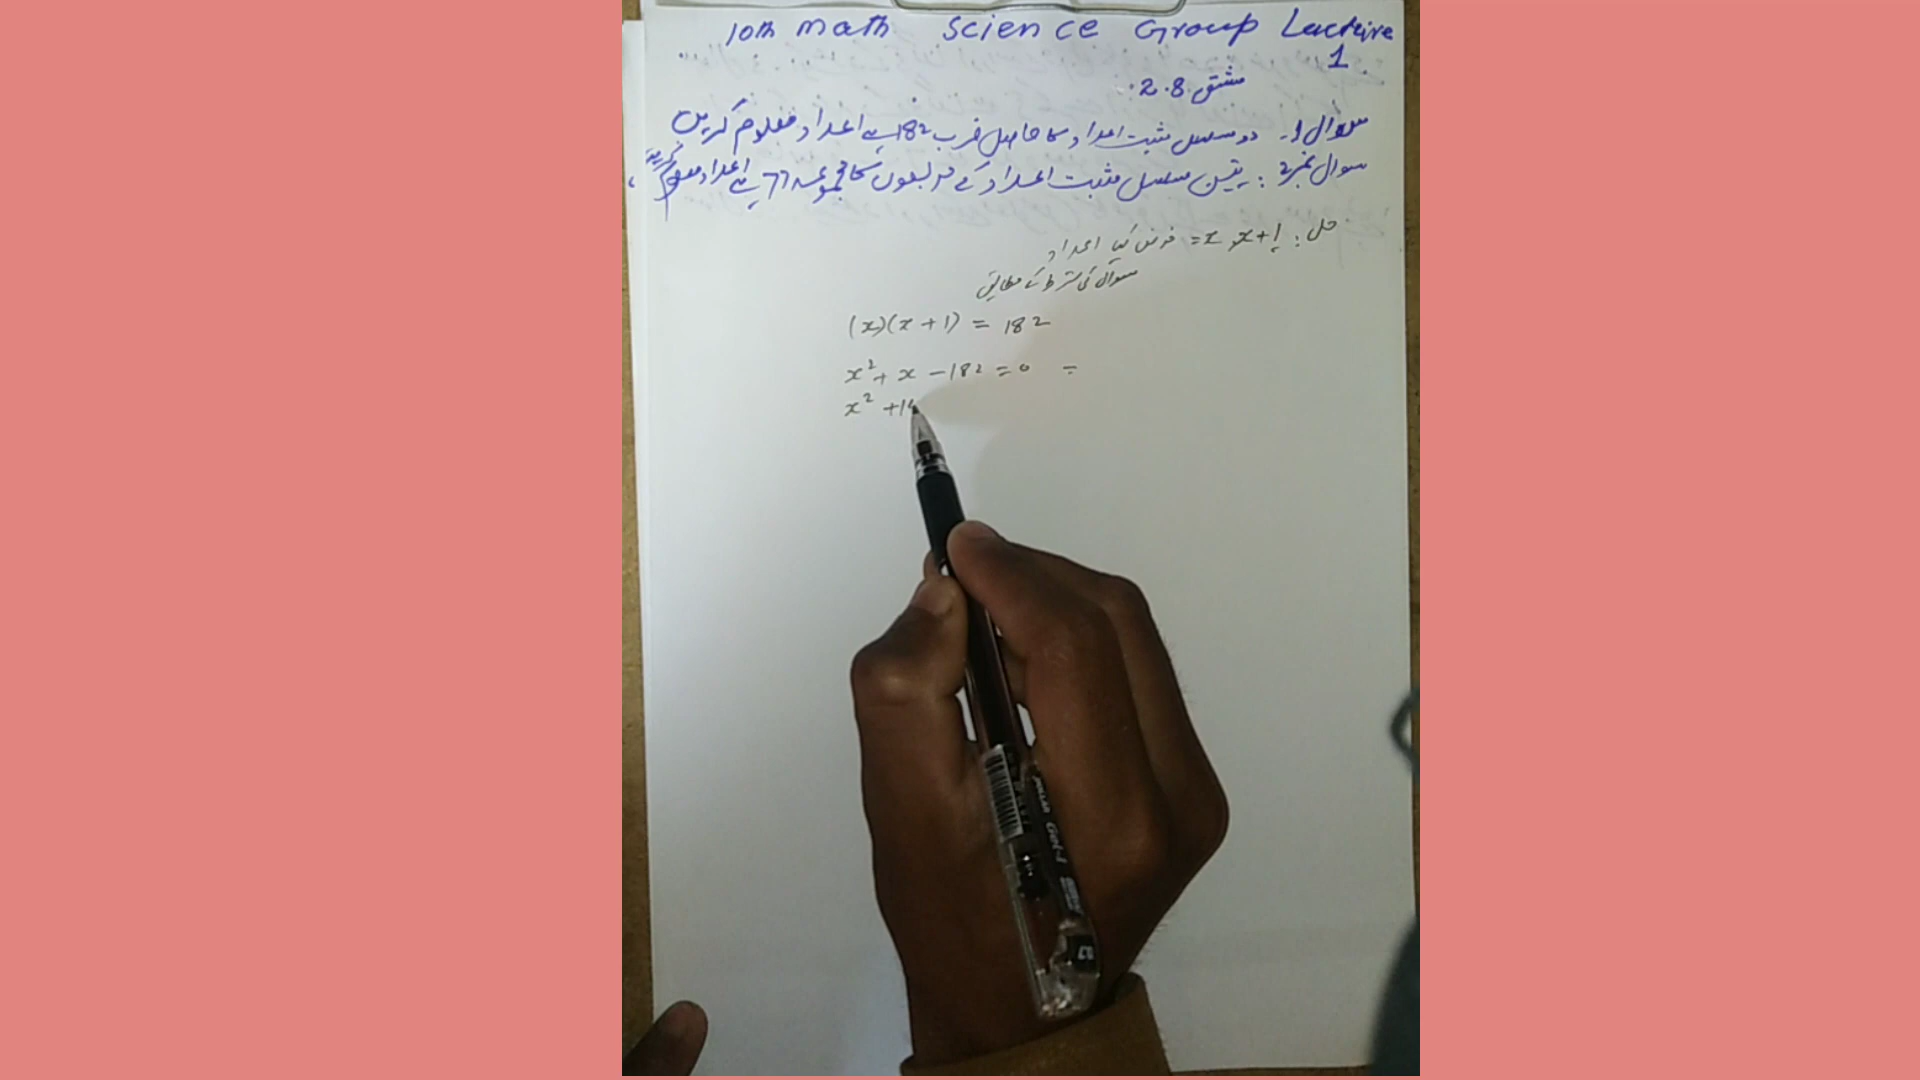 10th math Science Group Lecture
1
مشق 2.8
سوال 1۔ دو مسلسل مثبت اعداد کا حاصل ضرب 182 ہے اعداد معلوم کریں
سوال نمبر 2: تین مسلسل مثبت اعداد کے مربعوں کا مجموعہ 77 ہے اعداد معلوم کریں
حل: فرض کیا اعداد = x, x+1
سوال کی شرط کے مطابق
(x)(x+1) = 182
x² + x - 182 = 0 =
x² +14